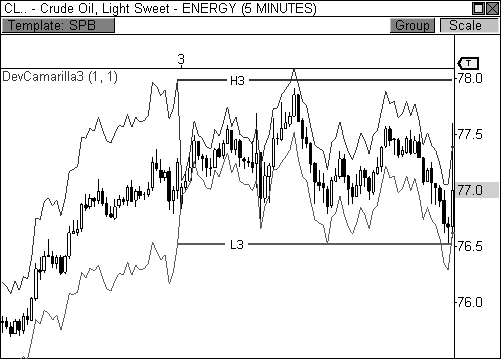 CL.. - Crude Oil, Light Sweet - ENERGY (5 MINUTES)
Template: SPB
Group
Scale
3
T
DevCamarilla3 (1, 1)
H3
78.0
77.5
77.0
L3
76.5
76.0